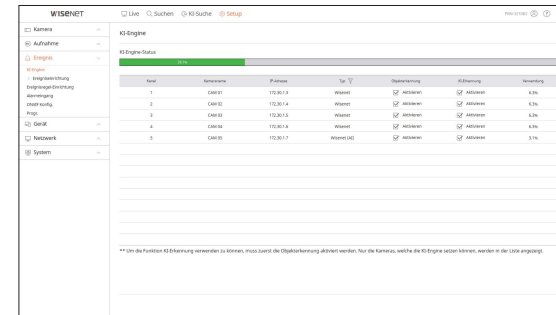 WISENET
Live Suchen KI-Suche Setup
Kamera
Aufnahme
Ereignis
KI-Engine
Ereigniseinrichtung
Ereignisregel-Einrichtung
Alarmeingang
ONVIF Konfig.
Gerät
Netzwerk
System
KI-Engine
KI-Engine-Status
Kanal Kameraname IP-Adresse Typ Objekterkennung KI-Erkennung Verwendung
1 CAM 01 172.30.1.3 Wisenet Aktivieren Aktivieren 6.3%
2 CAM 02 172.30.1.4 Wisenet Aktivieren Aktivieren 6.3%
3 CAM 03 172.30.1.5 Wisenet Aktivieren Aktivieren 6.3%
4 CAM 04 172.30.1.6 Wisenet Aktivieren Aktivieren 6.3%
5 CAM 05 172.30.1.7 Wisenet (AI) Aktivieren Aktivieren 3.1%
** Um die Funktion KI-Erkennung verwenden zu können, muss zuerst die Objekterkennung aktiviert werden. Nur die Kameras, welche die KI-Engine setzen können, werden in der Liste angezeigt.